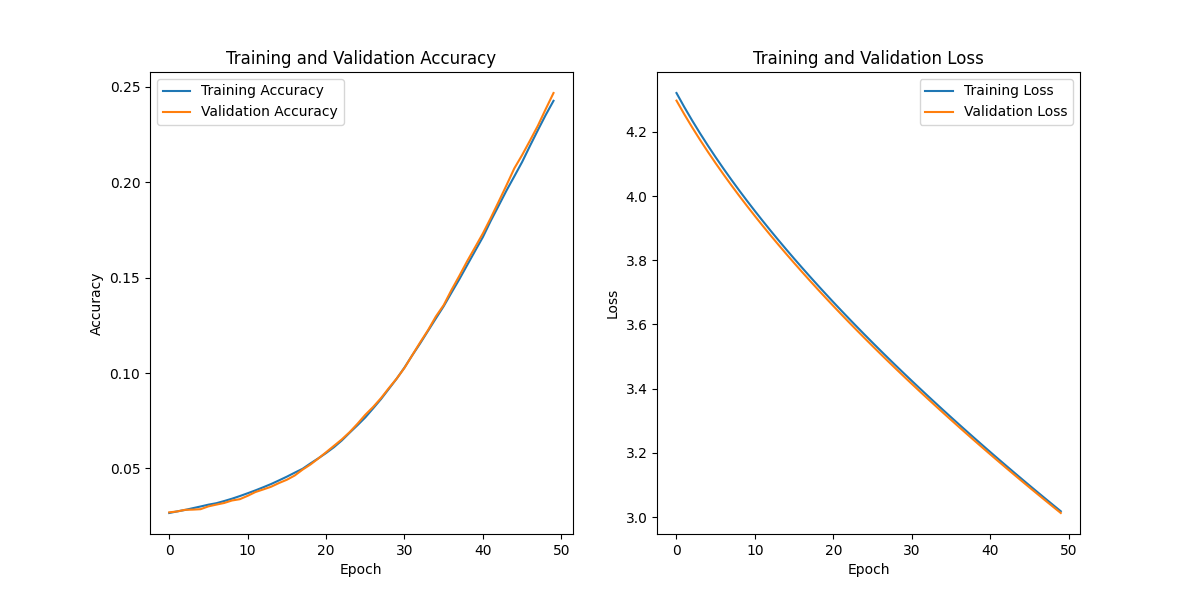 Training and Validation Accuracy
Training Accuracy
Validation Accuracy
0.25
0.20
0.15
0.10
0.05
Accuracy
0 10 20 30 40 50
Epoch
Training and Validation Loss
Training Loss
Validation Loss
4.2
4.0
3.8
3.6
3.4
3.2
3.0
Loss
0 10 20 30 40 50
Epoch